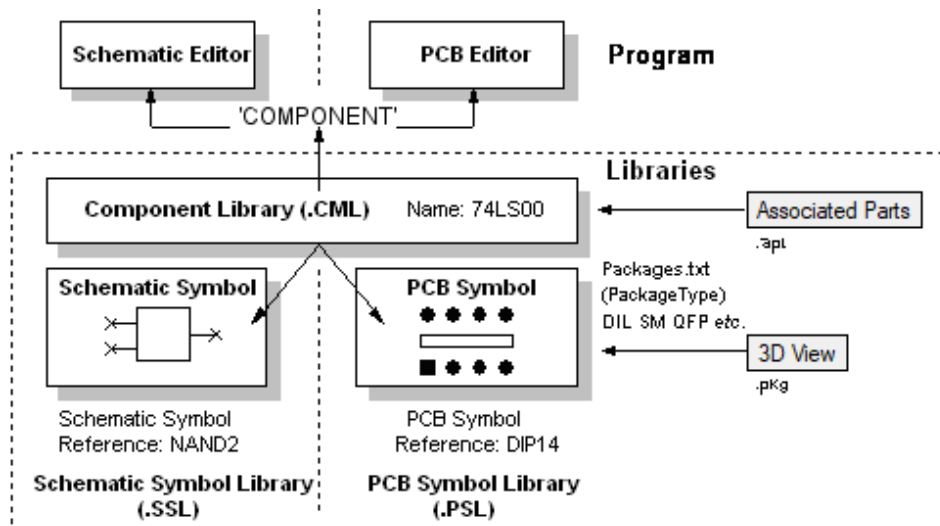 Schematic Editor
PCB Editor
Program
'COMPONENT'
Libraries
Component Library (.CML) Name: 74LS00
Associated Parts
.apl
Schematic Symbol
PCB Symbol
Packages.txt
(PackageType)
DIL SM QFP etc.
3D View
.pkg
Schematic Symbol
Reference: NAND2
PCB Symbol
Reference: DIP14
Schematic Symbol Library
(.SSL)
PCB Symbol Library
(.PSL)